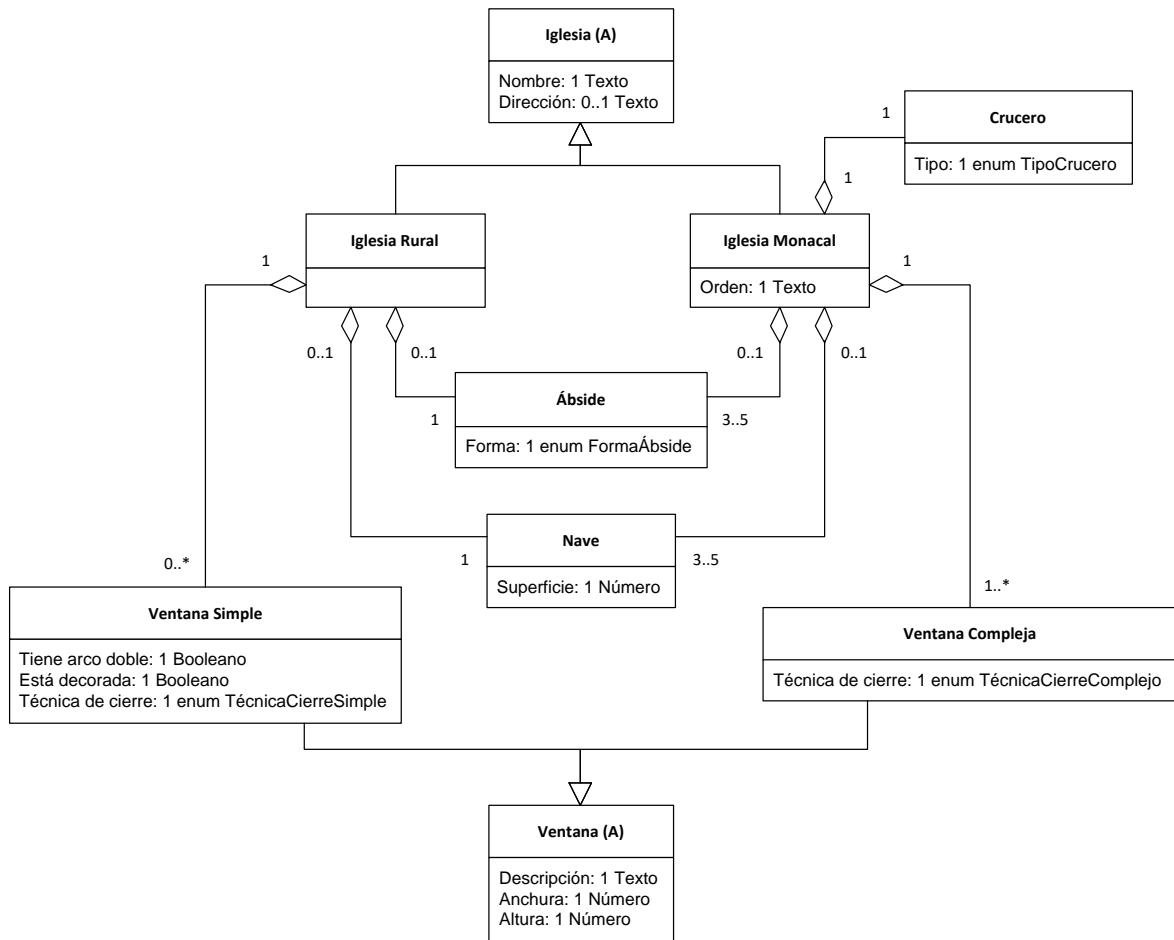 Iglesia (A)
Nombre: 1 Texto
Dirección: 0..1 Texto
1
Crucero
Tipo: 1 enum TipoCrucero
1
Iglesia Rural
Iglesia Monacal
Orden: 1 Texto
1
1
0..1
0..1
0..1
0..1
Ábside
Forma: 1 enum FormaÁbside
1
3..5
Nave
Superficie: 1 Número
1
3..5
0..*
1..*
Ventana Simple
Tiene arco doble: 1 Booleano
Está decorada: 1 Booleano
Técnica de cierre: 1 enum TécnicaCierreSimple
Ventana Compleja
Técnica de cierre: 1 enum TécnicaCierreComplejo
Ventana (A)
Descripción: 1 Texto
Anchura: 1 Número
Altura: 1 Número